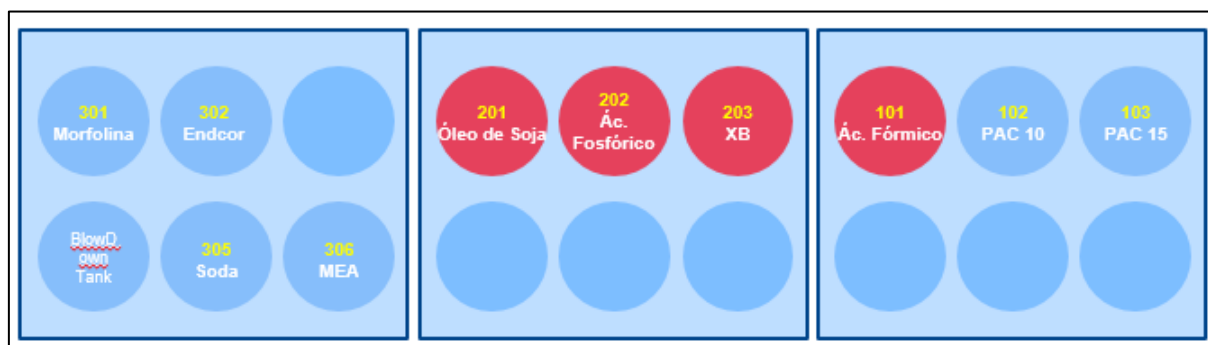 301
Morfolina
302
Endcor
201
Óleo de Soja
202
Ác.
Fosfórico
203
XB
101
Ác. Fórmico
102
PAC 10
103
PAC 15
BlowD
own
Tank
305
Soda
306
MEA